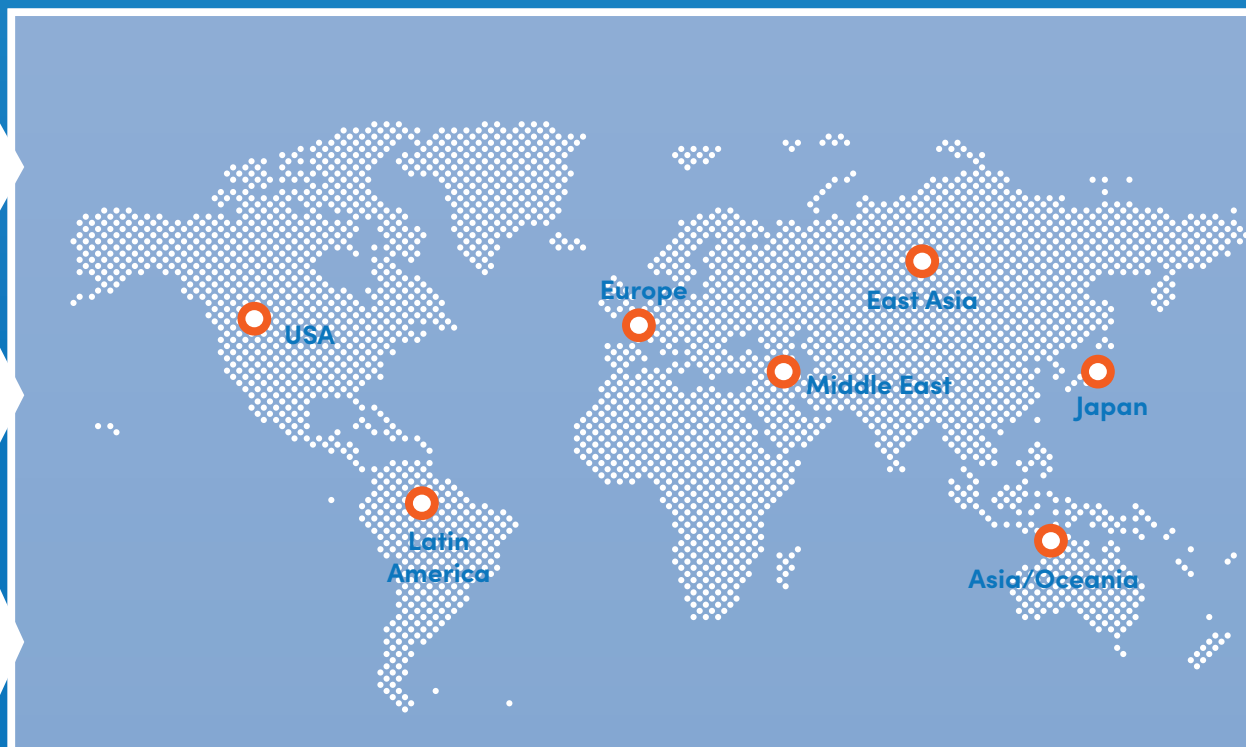 Europe
East Asia
USA
Middle East
Japan
Latin
America
Asia/Oceania